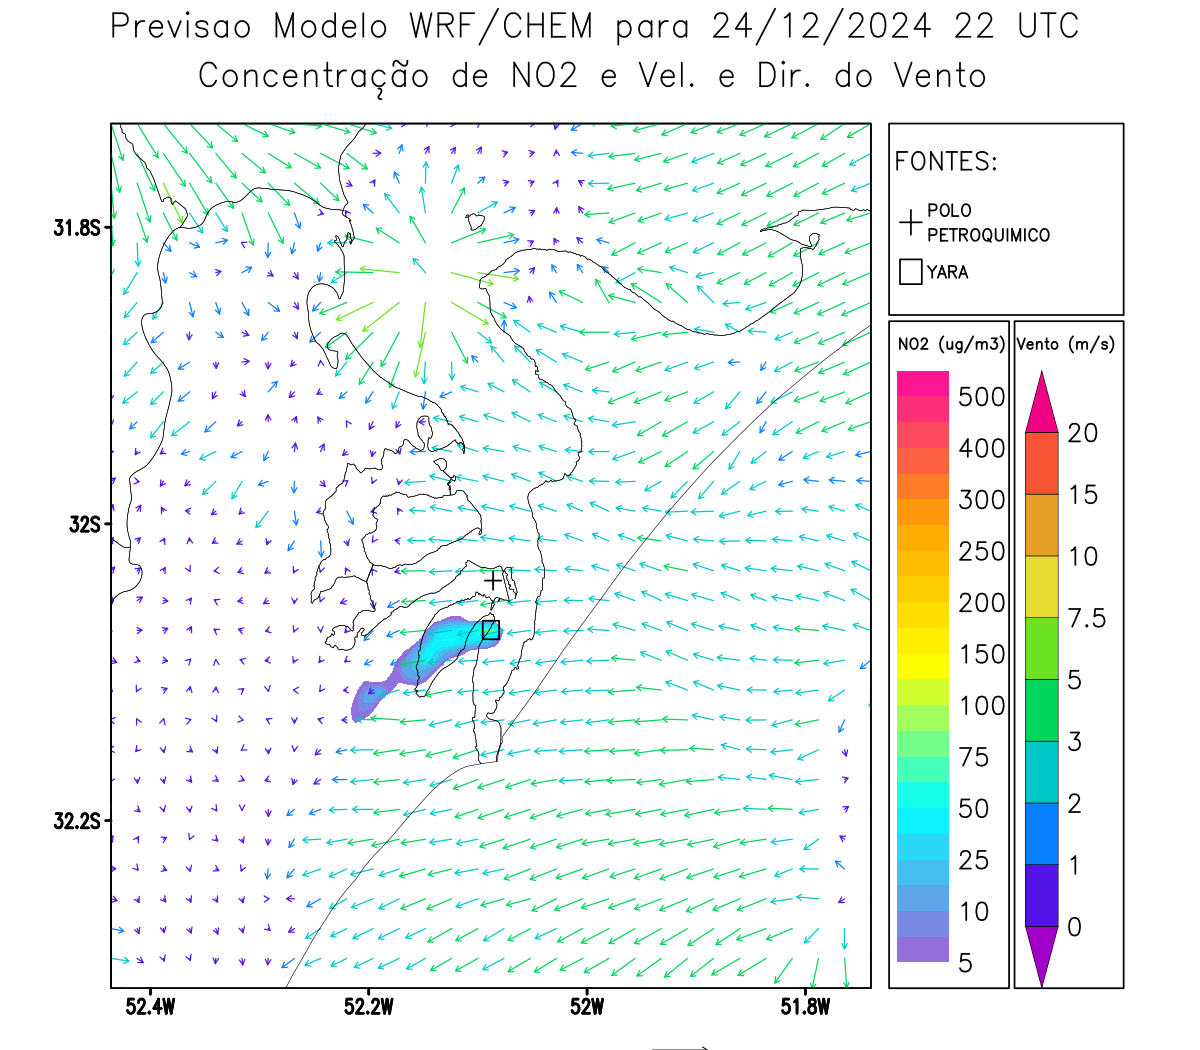 Previsao Modelo WRF/CHEM para 24/12/2024 22 UTC
Concentração de NO2 e Vel. e Dir. do Vento
FONTES:
POLO
PETROQUIMICO
YARA
NO2 (ug/m3)
500
400
300
250
200
150
100
75
50
25
10
5
Vento (m/s)
20
15
10
7.5
5
3
2
1
0
31.8S
32S
32.2S
52.4W
52.2W
52W
51.8W